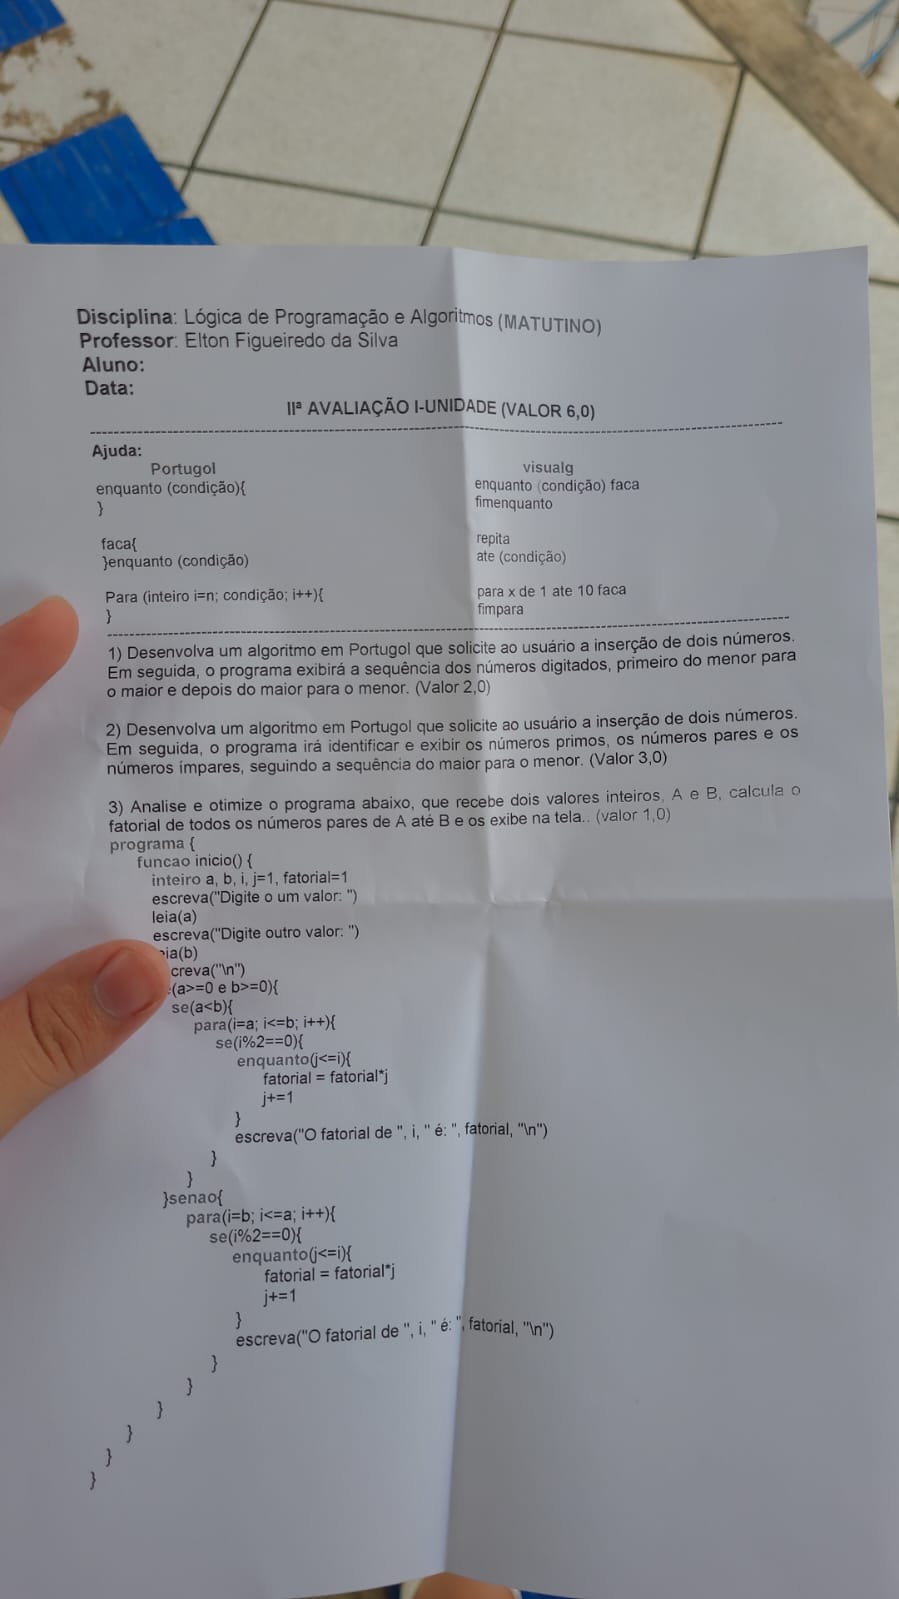 Disciplina: Lógica de Programação e Algoritmos (MATUTINO)
Professor: Elton Figueiredo da Silva
Aluno:
Data:
IIª AVALIAÇÃO I-UNIDADE (VALOR 6,0)
Ajuda:
Portugol
enquanto (condição){
}
faca{
}enquanto (condição)
Para (inteiro i=n; condição; i++){
}
visualg
enquanto (condição) faca
fimenquanto
repita
ate (condição)
para x de 1 ate 10 faca
fimpara
1) Desenvolva um algoritmo em Portugol que solicite ao usuário a inserção de dois números.
Em seguida, o programa exibirá a sequência dos números digitados, primeiro do menor para
o maior e depois do maior para o menor. (Valor 2,0)
2) Desenvolva um algoritmo em Portugol que solicite ao usuário a inserção de dois números.
Em seguida, o programa irá identificar e exibir os números primos, os números pares e os
números ímpares, seguindo a sequência do maior para o menor. (Valor 3,0)
3) Analise e otimize o programa abaixo, que recebe dois valores inteiros, A e B, calcula o
fatorial de todos os números pares de A até B e os exibe na tela.. (valor 1,0)
programa {
funcao inicio() {
inteiro a, b, i, j=1, fatorial=1
escreva("Digite o um valor: ")
leia(a)
escreva("Digite outro valor: ")
ia(b)
creva("\n")
(a>=0 e b>=0){
se(a<b){
para(i=a; i<=b; i++){
se(i%2==0){
enquanto(j<=i){
fatorial = fatorial*j
j+=1
}
escreva("O fatorial de ", i, " é: ", fatorial, "\n")
}
}
}senao{
para(i=b; i<=a; i++){
se(i%2==0){
enquanto(j<=i){
fatorial = fatorial*j
j+=1
}
escreva("O fatorial de ", i, " é: ", fatorial, "\n")
}
}
}
}
}
}